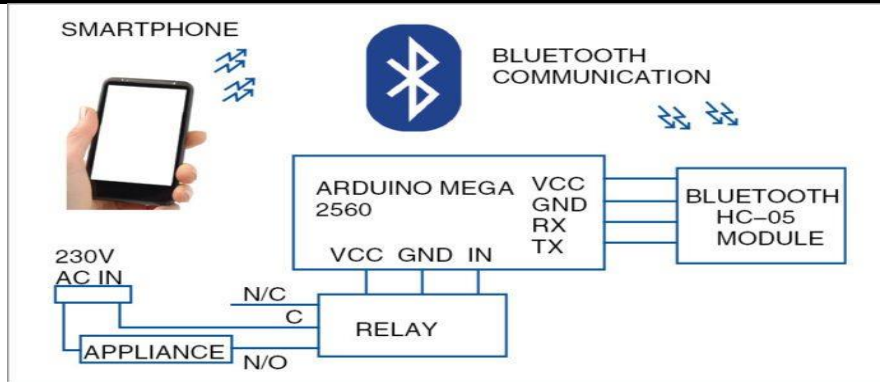 SMARTPHONE
BLUETOOTH
COMMUNICATION
ARDUINO MEGA
2560
VCC
GND
RX
TX
BLUETOOTH
HC-05
MODULE
VCC GND IN
230V
AC IN
N/C
C
RELAY
APPLIANCE
N/O